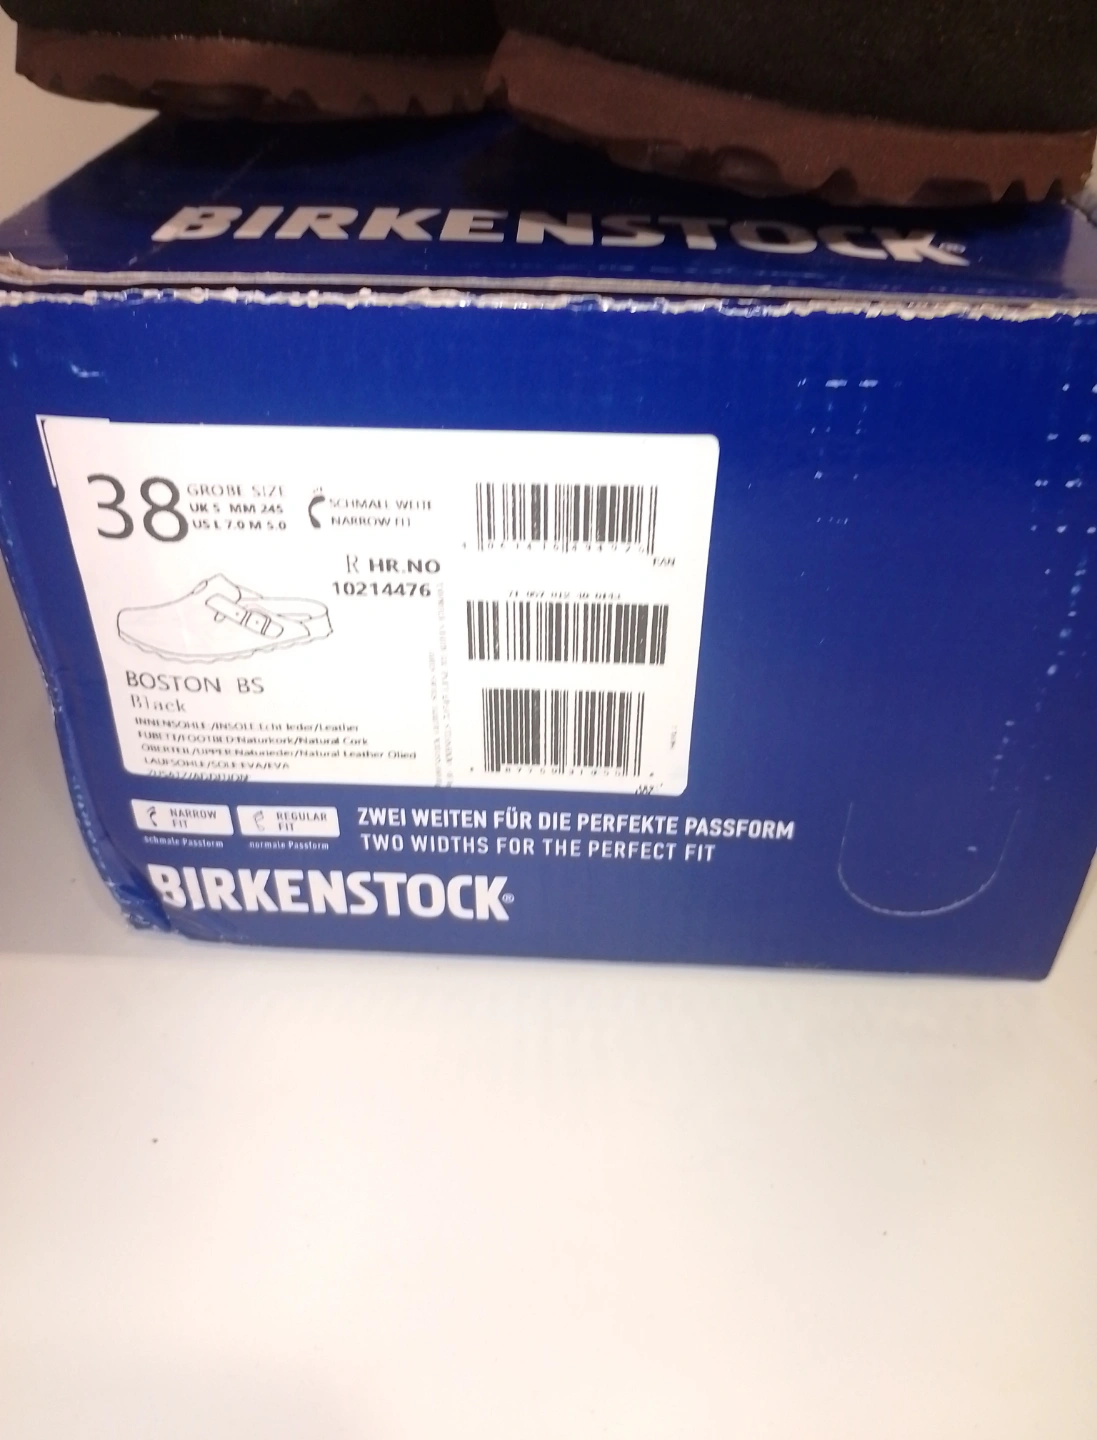 BIRKENSTOCK®
38
GROBE SIZE
UK 5 MM 245
US L 7.0 M 5.0
SCHMALE WEITE
NARROW FIT
R HR.NO
10214476
EAN
BOSTON BS
Black
INNENSOHLE/INSOLE Echt leder/Leather
FUBETT/FOOTBED Naturkork/Natural Cork
OBERTEIL/UPPER Naturleder/Natural Leather Oiled
LAUFSOHLE/SOLE EVA/EVA
NARROW FIT
schmale Passform
REGULAR FIT
normale Passform
ZWEI WEITEN FÜR DIE PERFEKTE PASSFORM
TWO WIDTHS FOR THE PERFECT FIT
BIRKENSTOCK®